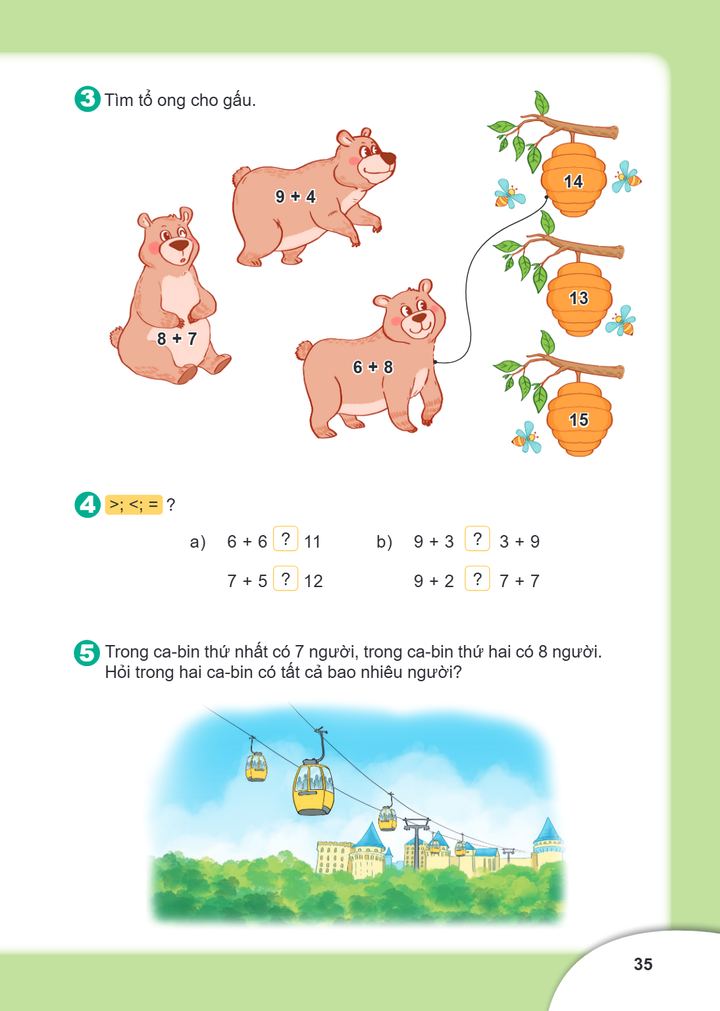 3 Tìm tổ ong cho gấu.
9 + 4
14
8 + 7
13
6 + 8
15
4 >; <; = ?
a) 6 + 6 ? 11 b) 9 + 3 ? 3 + 9
7 + 5 ? 12 9 + 2 ? 7 + 7
5 Trong ca-bin thứ nhất có 7 người, trong ca-bin thứ hai có 8 người.
Hỏi trong hai ca-bin có tất cả bao nhiêu người?
35